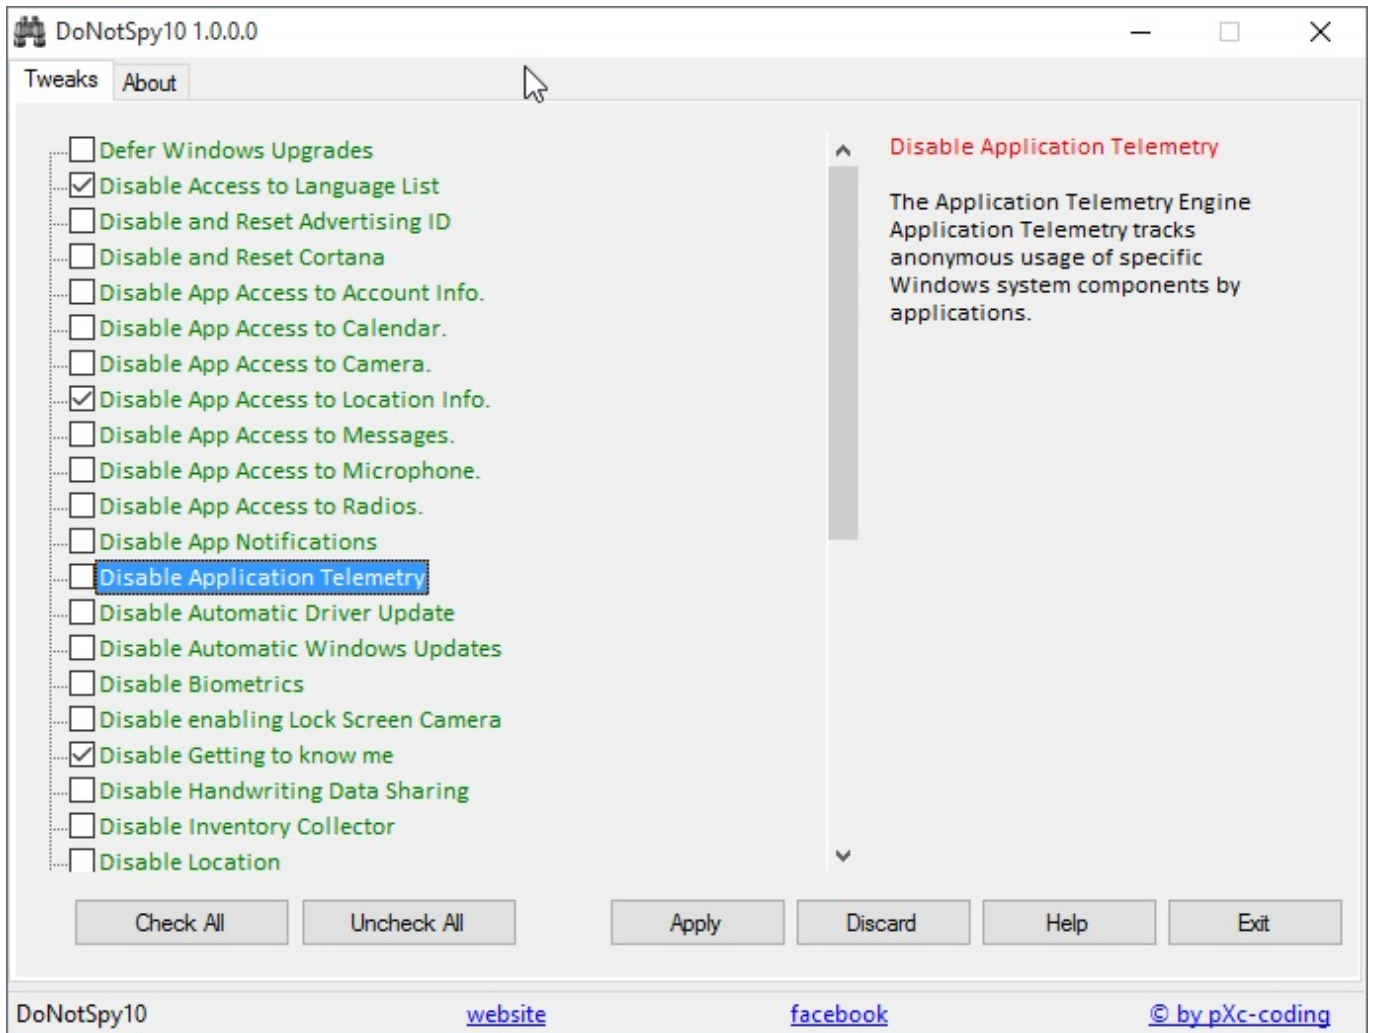 DoNotSpy10 1.0.0.0
Tweaks
About
Defer Windows Upgrades
Disable Access to Language List
Disable and Reset Advertising ID
Disable and Reset Cortana
Disable App Access to Account Info.
Disable App Access to Calendar.
Disable App Access to Camera.
Disable App Access to Location Info.
Disable App Access to Messages.
Disable App Access to Microphone.
Disable App Access to Radios.
Disable App Notifications
Disable Application Telemetry
Disable Automatic Driver Update
Disable Automatic Windows Updates
Disable Biometrics
Disable enabling Lock Screen Camera
Disable Getting to know me
Disable Handwriting Data Sharing
Disable Inventory Collector
Disable Location
Disable Application Telemetry
The Application Telemetry Engine
Application Telemetry tracks
anonymous usage of specific
Windows system components by
applications.
Check All
Uncheck All
Apply
Discard
Help
Exit
DoNotSpy10
website
facebook
© by pXc-coding